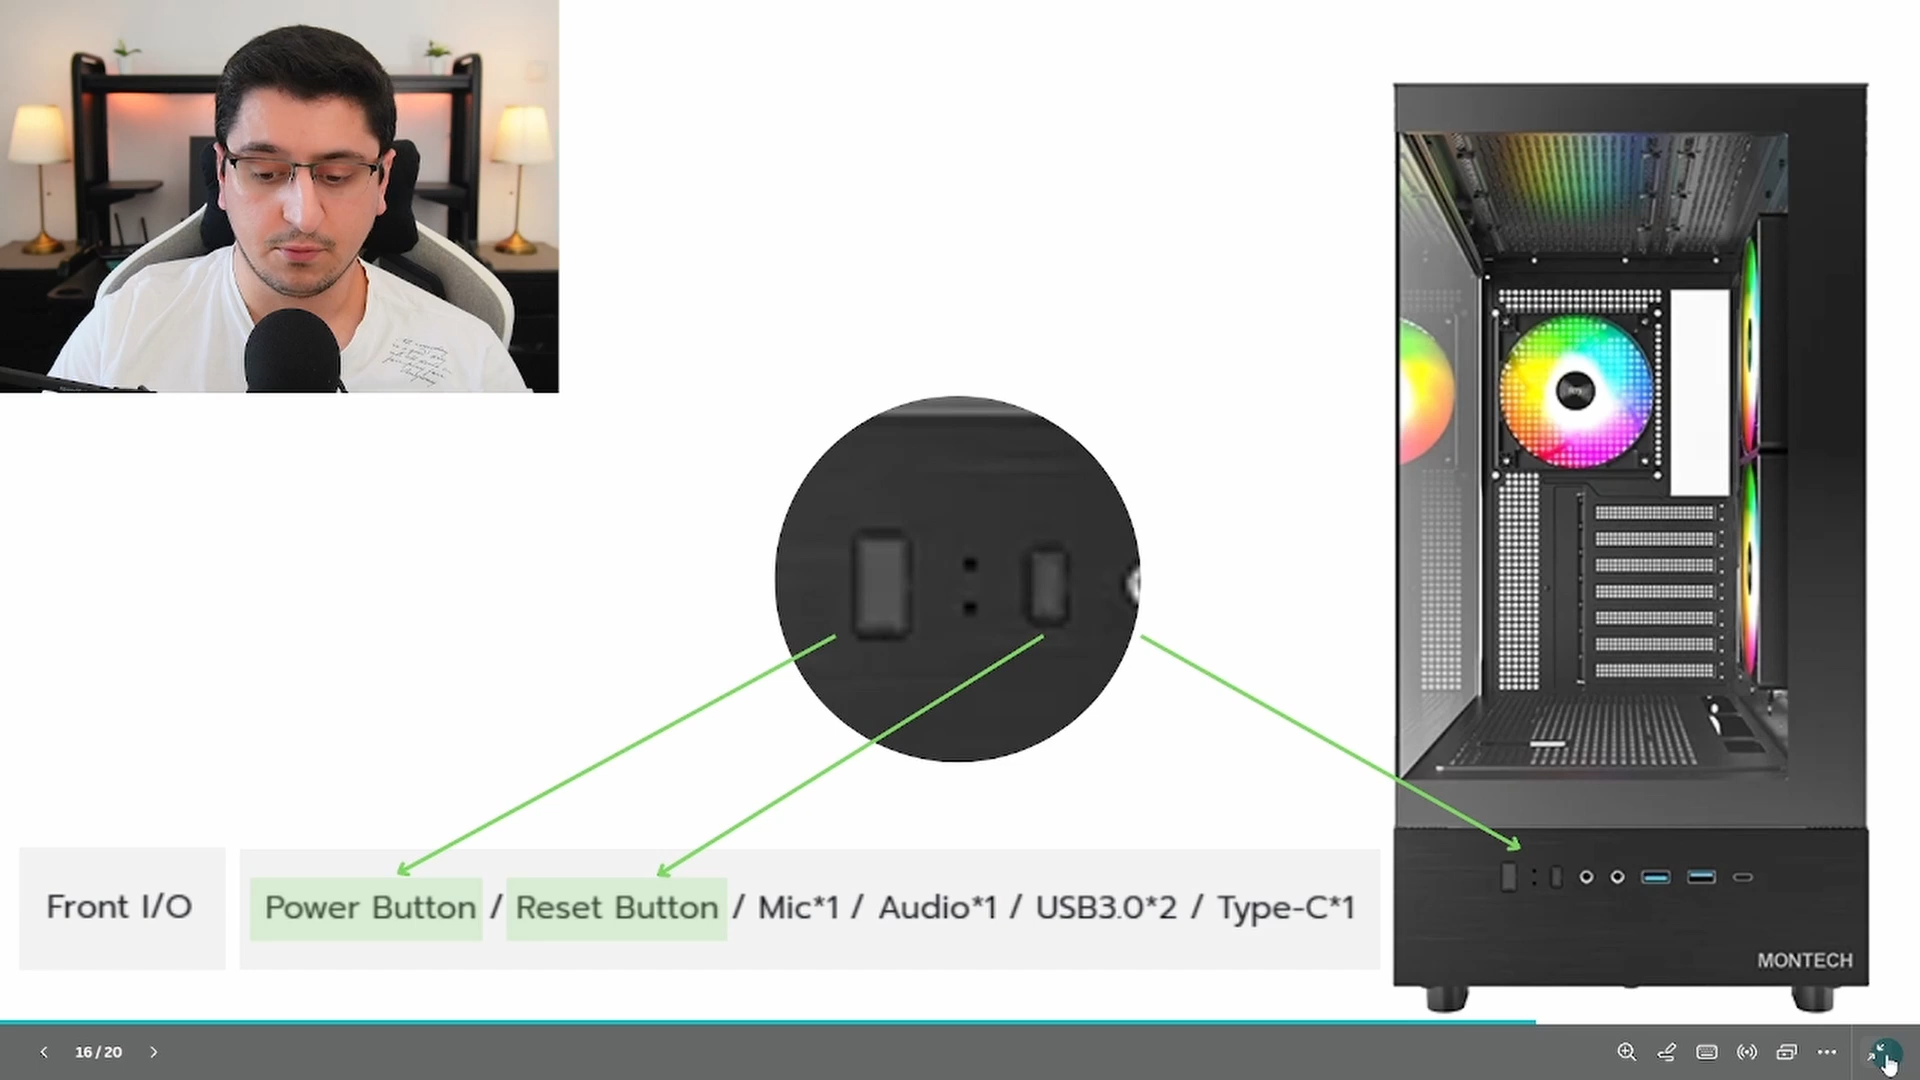 Front I/O
Power Button / Reset Button / Mic*1 / Audio*1 / USB3.0*2 / Type-C*1
MONTECH
16 / 20